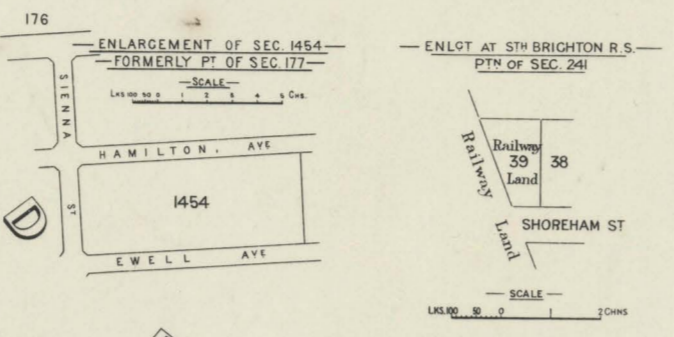 176
ENLARGEMENT OF SEC. 1454
FORMERLY PT OF SEC. 177
SCALE
LKS 100 50 0 1 2 3 4 5 CHS.
SIENNA
ST
HAMILTON, AVE
1454
D
EWELL AVE
ENLGT AT STH BRIGHTON R.S.
PTN OF SEC. 241
Railway
Land
Railway
39
Land
38
SHOREHAM ST
SCALE
LKS.100 50 0 1 2 CHNS